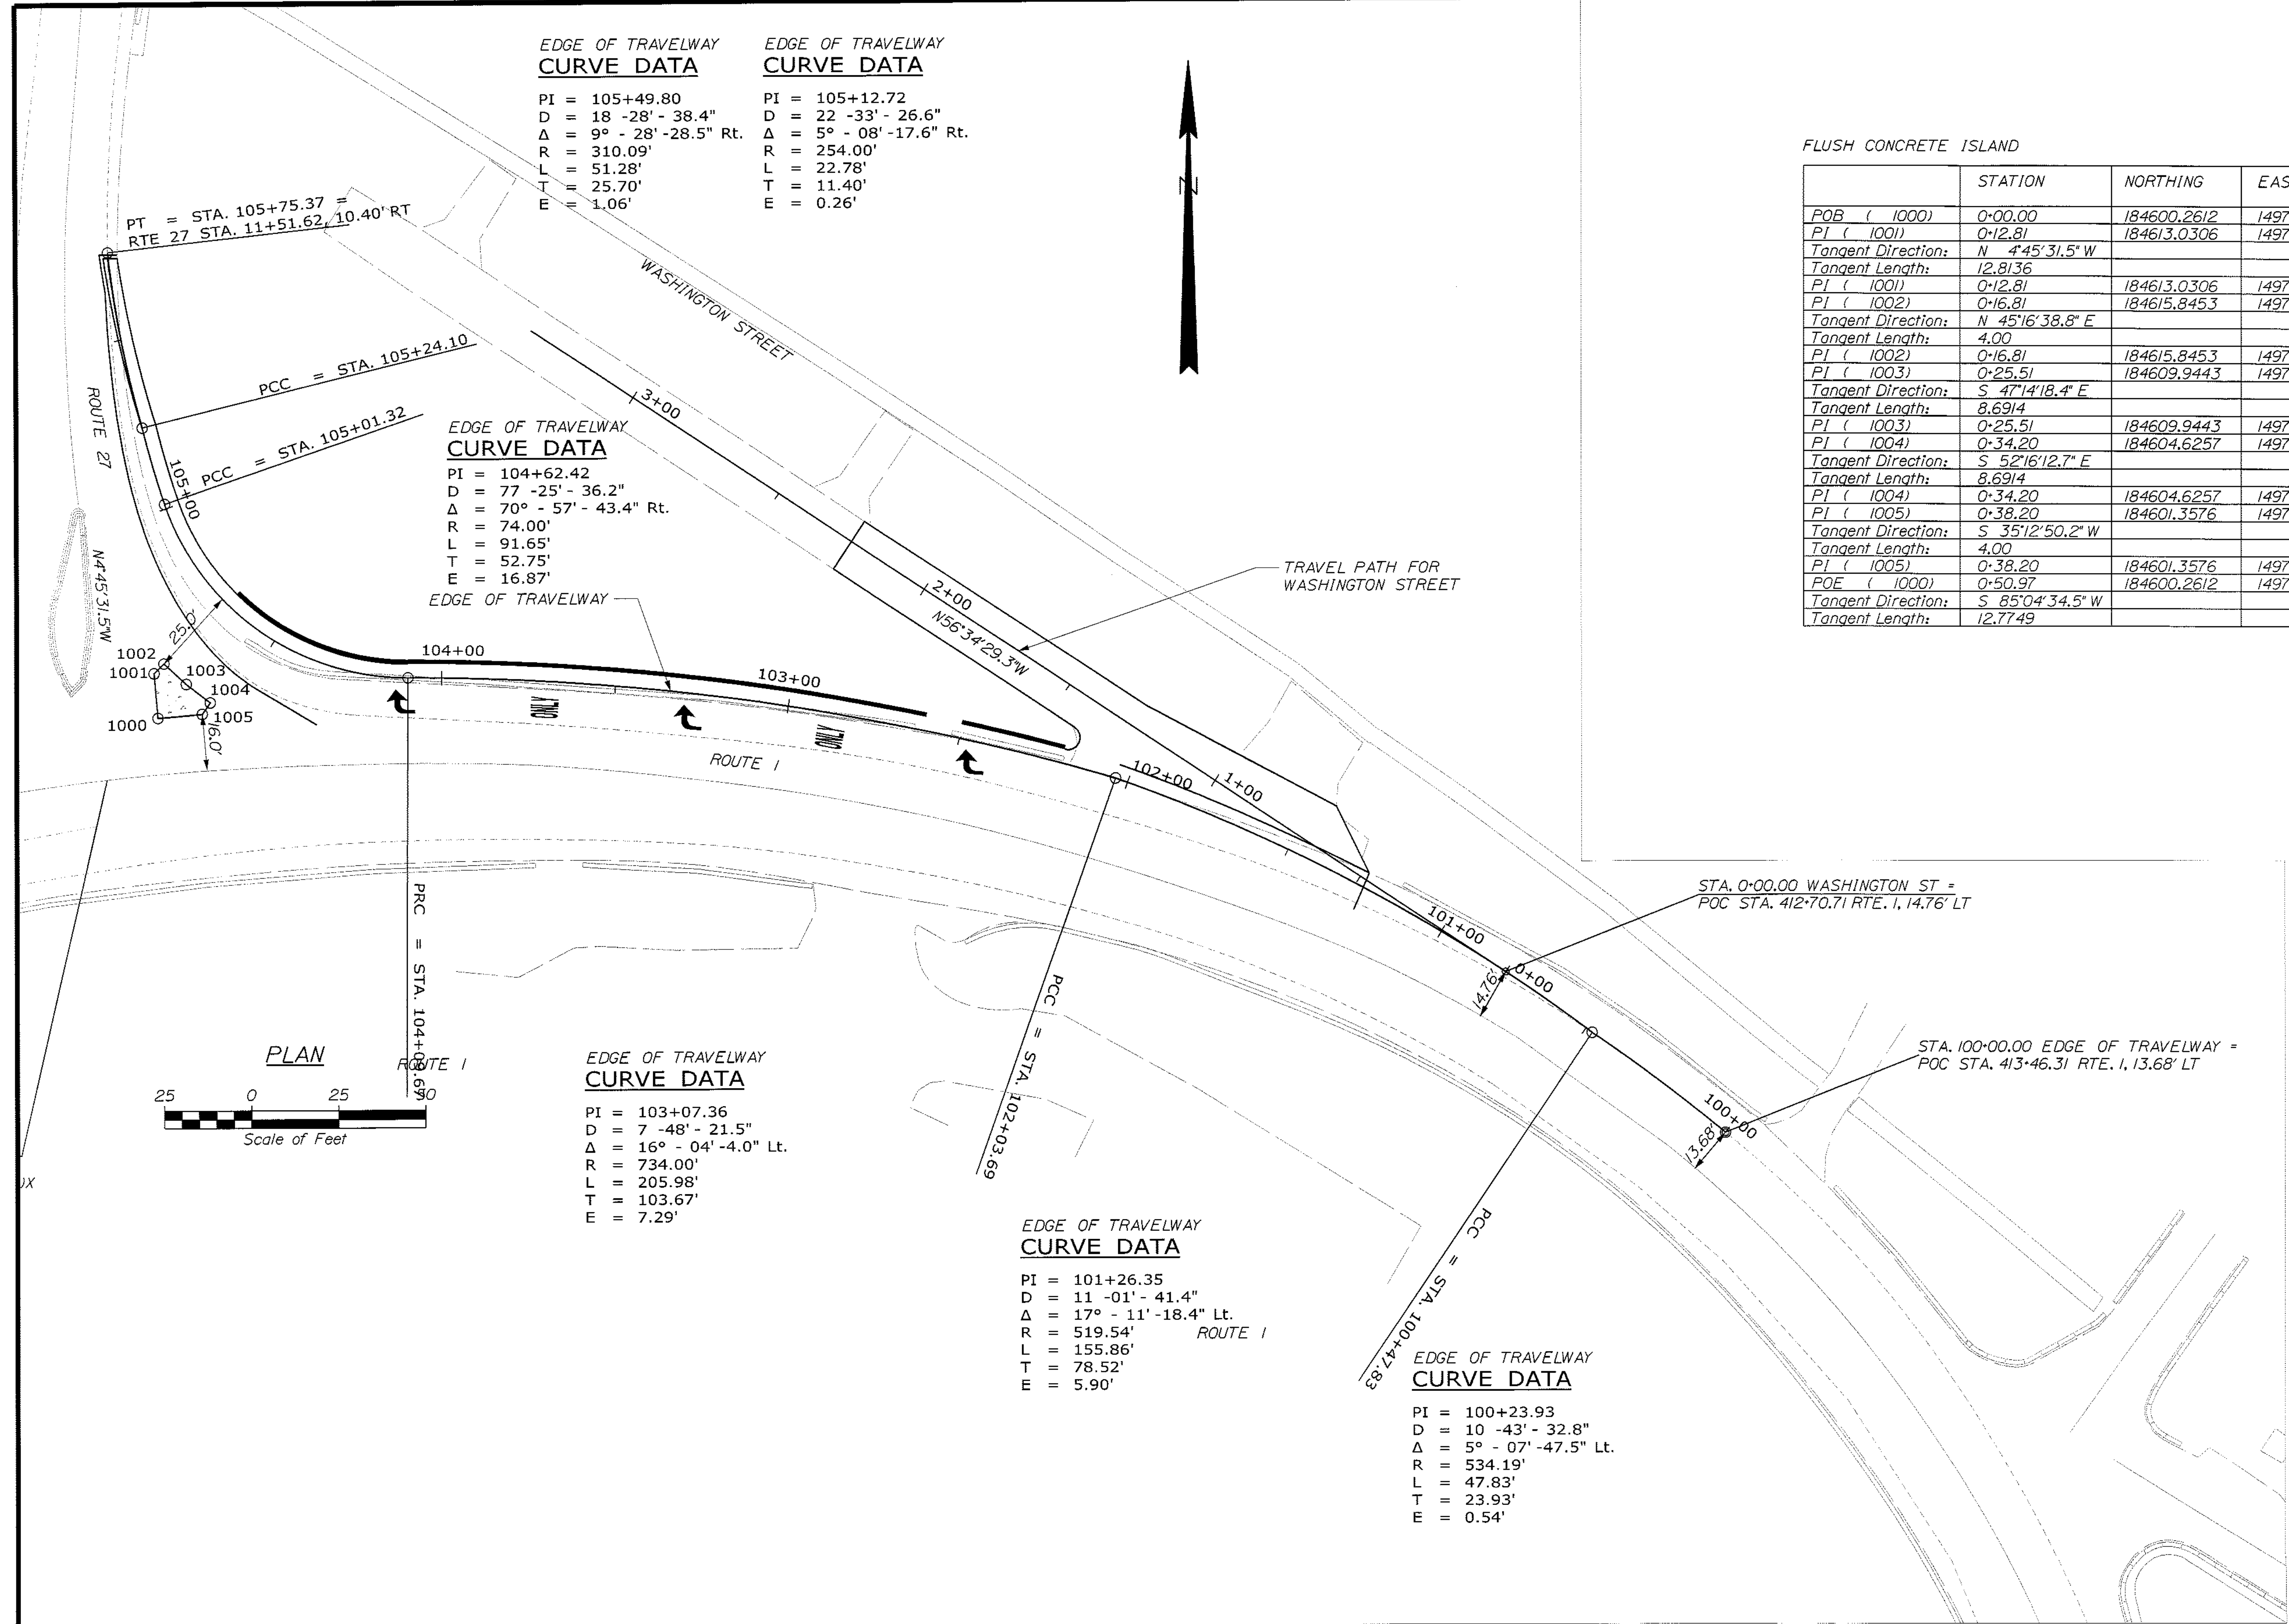 EDGE OF TRAVELWAY
CURVE DATA
PI = 105+49.80
D = 18 -28' - 38.4"
Δ = 9° - 28' -28.5" Rt.
R = 310.09'
L = 51.28'
T = 25.70'
E = 1.06'
EDGE OF TRAVELWAY
CURVE DATA
PI = 105+12.72
D = 22 -33' - 26.6"
Δ = 5° - 08' -17.6" Rt.
R = 254.00'
L = 22.78'
T = 11.40'
E = 0.26'
N
FLUSH CONCRETE ISLAND
STATION NORTHING EAS
POB ( 1000) 0+00.00 184600.2612 1497
PI ( 1001) 0+12.81 184613.0306 1497
Tangent Direction: N 4°45'31.5" W
Tangent Length: 12.8136
PI ( 1001) 0+12.81 184613.0306 1497
PI ( 1002) 0+16.81 184615.8453 1497
Tangent Direction: N 45°16'38.8" E
Tangent Length: 4.00
PI ( 1002) 0+16.81 184615.8453 1497
PI ( 1003) 0+25.51 184609.9443 1497
Tangent Direction: S 47°14'18.4" E
Tangent Length: 8.6914
PI ( 1003) 0+25.51 184609.9443 1497
PI ( 1004) 0+34.20 184604.6257 1497
Tangent Direction: S 52°16'12.7" E
Tangent Length: 8.6914
PI ( 1004) 0+34.20 184604.6257 1497
PI ( 1005) 0+38.20 184601.3576 1497
Tangent Direction: S 35°12'50.2" W
Tangent Length: 4.00
PI ( 1005) 0+38.20 184601.3576 1497
POE ( 1000) 0+50.97 184600.2612 1497
Tangent Direction: S 85°04'34.5" W
Tangent Length: 12.7749
PT = STA. 105+75.37 =
RTE 27 STA. 11+51.62, 10.40' RT
WASHINGTON STREET
PCC = STA. 105+24.10
PCC = STA. 105+01.32
ROUTE 27
N4°45'31.5"W
105+00
3+00
EDGE OF TRAVELWAY
CURVE DATA
PI = 104+62.42
D = 77 -25' - 36.2"
Δ = 70° - 57' - 43.4" Rt.
R = 74.00'
L = 91.65'
T = 52.75'
E = 16.87'
EDGE OF TRAVELWAY
TRAVEL PATH FOR
WASHINGTON STREET
2+00
N56°34'29.3"W
25.0'
1002
1001
1003
1004
1005
1000
16.0'
104+00
103+00
ONLY
ONLY
ROUTE 1
102+00
1+00
STA. 0+00.00 WASHINGTON ST =
POC STA. 412+70.71 RTE. 1, 14.76' LT
101+00
0+00
14.76'
PRC = STA. 104+09.67
PCC = STA. 102+03.69
STA. 100+00.00 EDGE OF TRAVELWAY =
POC STA. 413+46.31 RTE. 1, 13.68' LT
100+00
13.68'
PLAN
ROUTE 1
25 0 25 50
Scale of Feet
EDGE OF TRAVELWAY
CURVE DATA
PI = 103+07.36
D = 7 -48' - 21.5"
Δ = 16° - 04' -4.0" Lt.
R = 734.00'
L = 205.98'
T = 103.67'
E = 7.29'
EDGE OF TRAVELWAY
CURVE DATA
PI = 101+26.35
D = 11 -01' - 41.4"
Δ = 17° - 11' -18.4" Lt.
R = 519.54'
L = 155.86'
T = 78.52'
E = 5.90'
ROUTE 1
PCC = STA. 100+47.83
EDGE OF TRAVELWAY
CURVE DATA
PI = 100+23.93
D = 10 -43' - 32.8"
Δ = 5° - 07' -47.5" Lt.
R = 534.19'
L = 47.83'
T = 23.93'
E = 0.54'